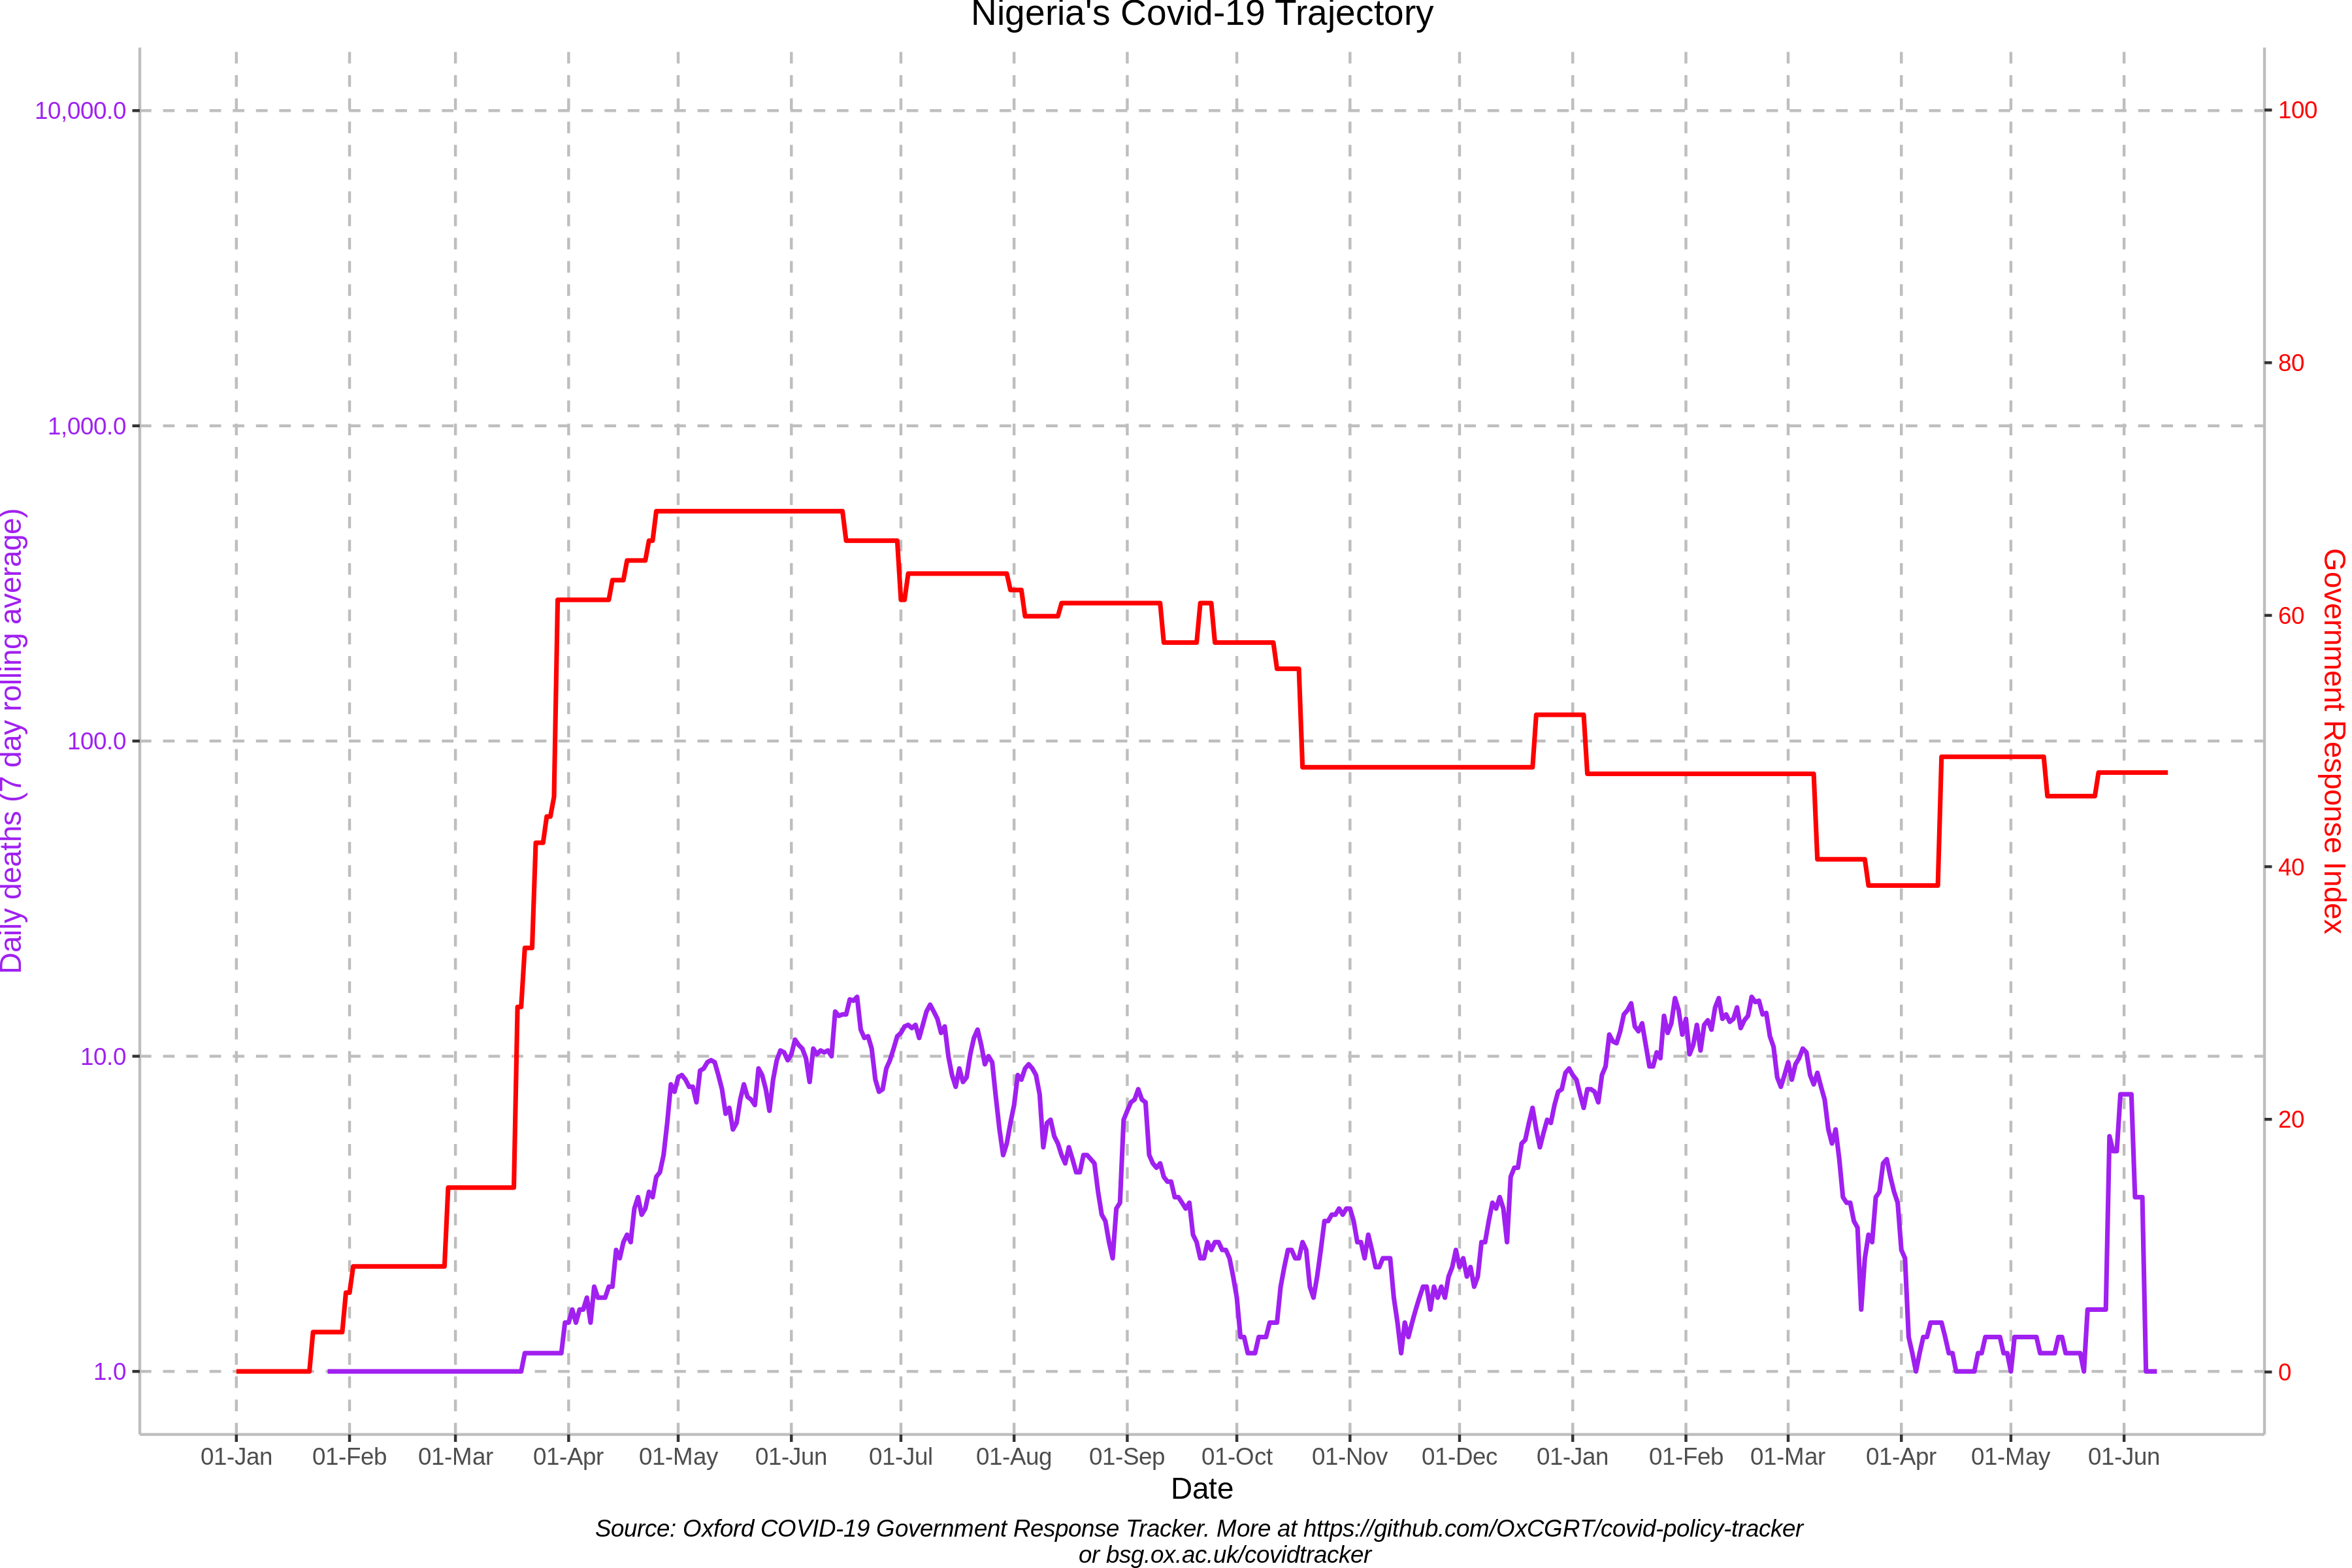 Nigeria's Covid-19 Trajectory
10,000.0
1,000.0
100.0
10.0
1.0
Daily deaths (7 day rolling average)
100
80
60
40
20
0
Government Response Index
01-Jan 01-Feb 01-Mar 01-Apr 01-May 01-Jun 01-Jul 01-Aug 01-Sep 01-Oct 01-Nov 01-Dec 01-Jan 01-Feb 01-Mar 01-Apr 01-May 01-Jun
Date
Source: Oxford COVID-19 Government Response Tracker. More at https://github.com/OxCGRT/covid-policy-tracker
or bsg.ox.ac.uk/covidtracker